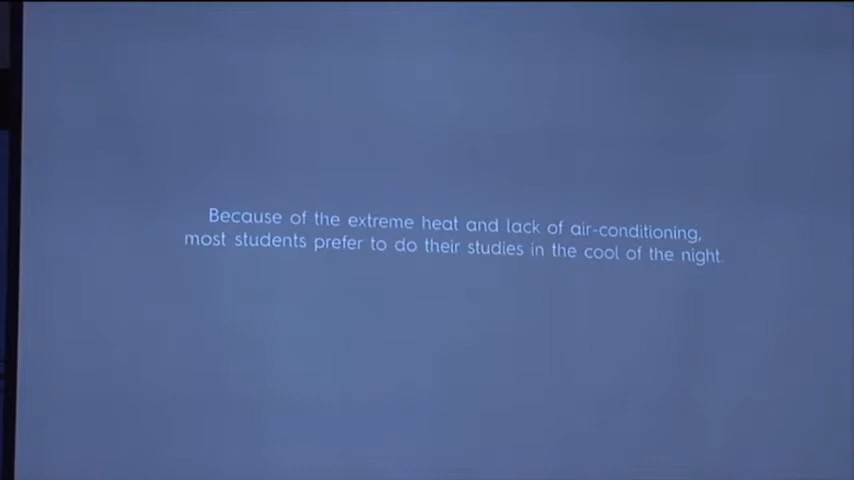 Because of the extreme heat and lack of air-conditioning,
most students prefer to do their studies in the cool of the night.